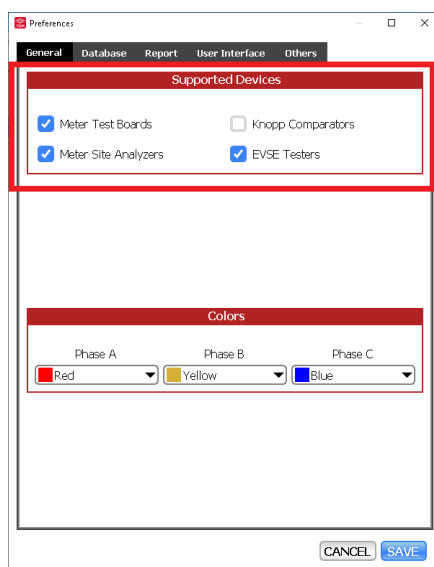 Preferences
General Database Report User Interface Others
Supported Devices
Meter Test Boards Knopp Comparators
Meter Site Analyzers EVSE Testers
Colors
Phase A Phase B Phase C
Red Yellow Blue
CANCEL SAVE